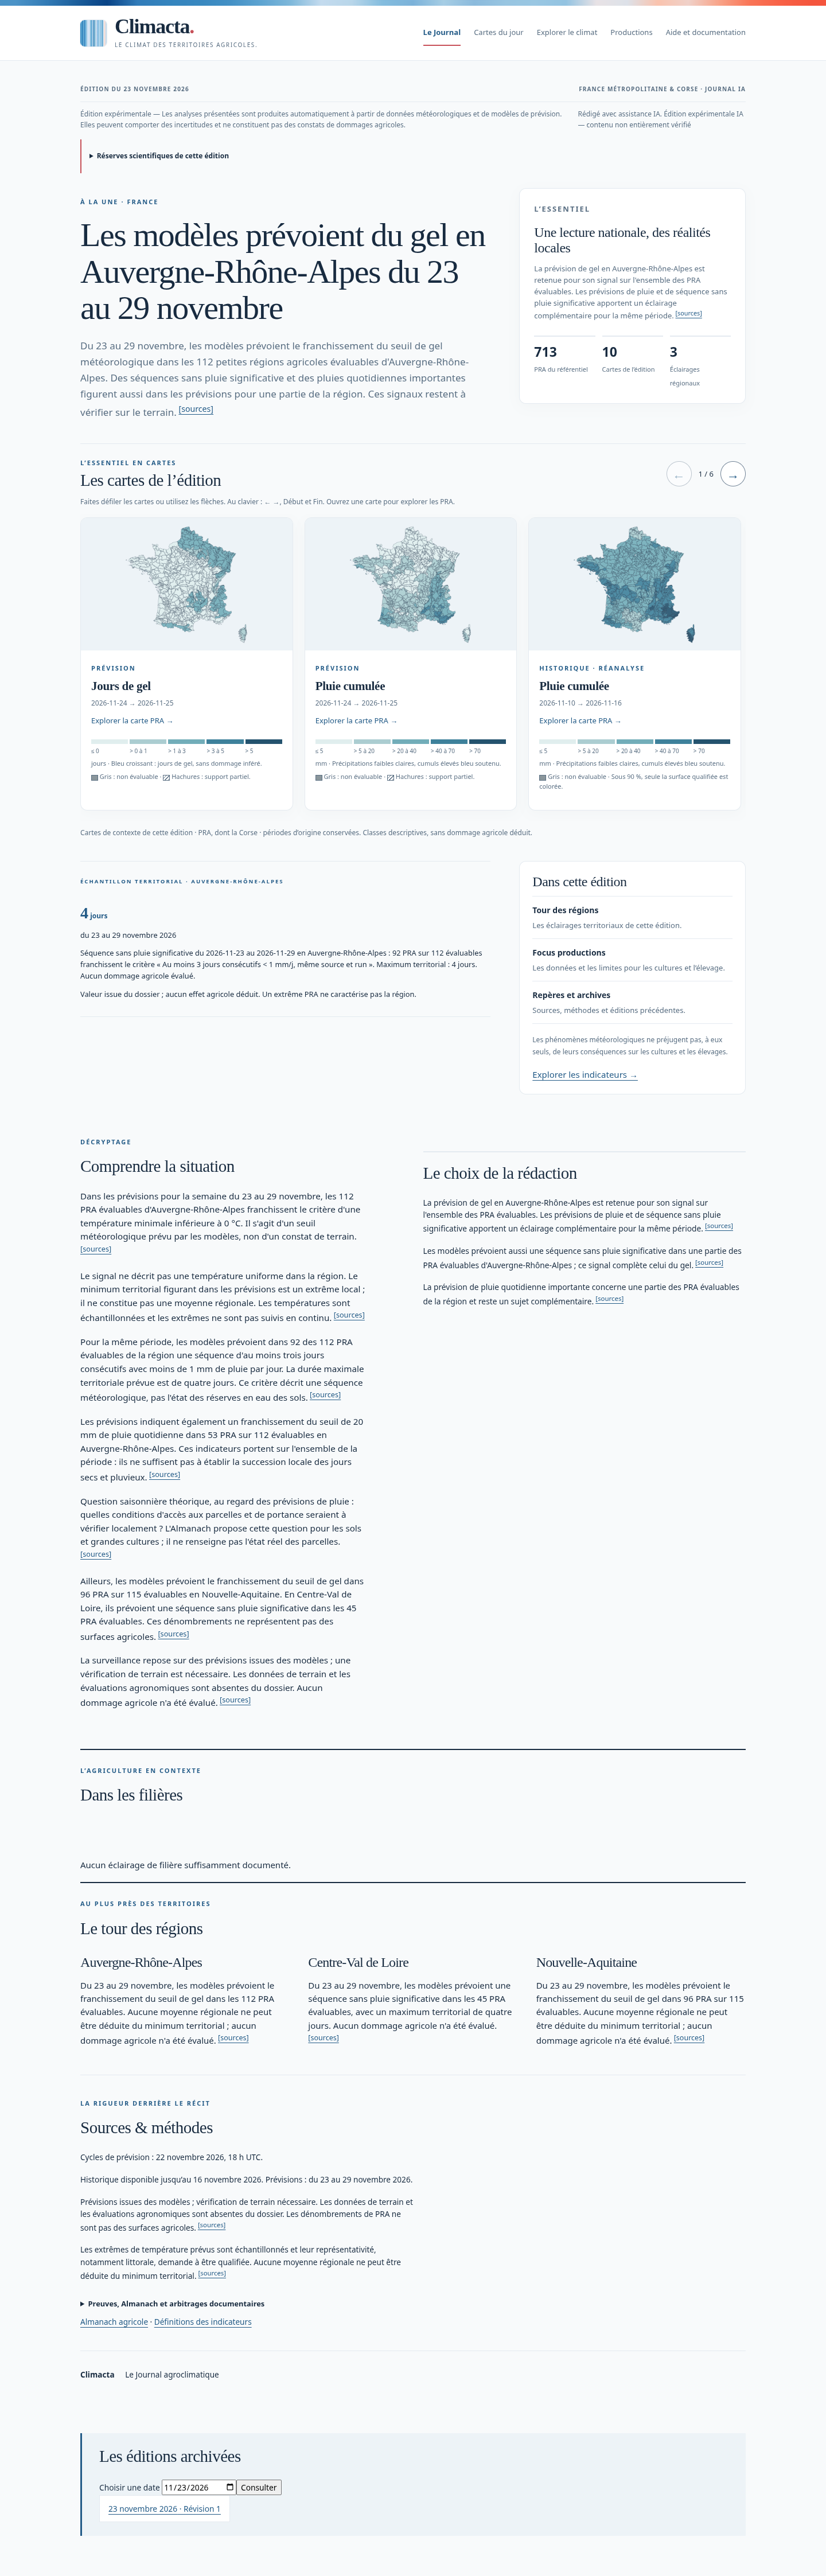 Climacta.
LE CLIMAT DES TERRITOIRES AGRICOLES.
Le Journal
Cartes du jour
Explorer le climat
Productions
Aide et documentation
ÉDITION DU 23 NOVEMBRE 2026
FRANCE MÉTROPOLITAINE & CORSE · JOURNAL IA
Édition expérimentale — Les analyses présentées sont produites automatiquement à partir de données météorologiques et de modèles de prévision.
Elles peuvent comporter des incertitudes et ne constituent pas des constats de dommages agricoles.
Rédigé avec assistance IA. Édition expérimentale IA
— contenu non entièrement vérifié
▶ Réserves scientifiques de cette édition
À LA UNE · FRANCE
Les modèles prévoient du gel en
Auvergne-Rhône-Alpes du 23
au 29 novembre
Du 23 au 29 novembre, les modèles prévoient le franchissement du seuil de gel
météorologique dans les 112 petites régions agricoles évaluables d'Auvergne-Rhône-
Alpes. Des séquences sans pluie significative et des pluies quotidiennes importantes
figurent aussi dans les prévisions pour une partie de la région. Ces signaux restent à
vérifier sur le terrain. [sources]
L'ESSENTIEL
Une lecture nationale, des réalités
locales
La prévision de gel en Auvergne-Rhône-Alpes est
retenue pour son signal sur l'ensemble des PRA
évaluables. Les prévisions de pluie et de séquence sans
pluie significative apportent un éclairage
complémentaire pour la même période. [sources]
713
PRA du référentiel
10
Cartes de l'édition
3
Éclairages
régionaux
L'ESSENTIEL EN CARTES
Les cartes de l'édition
Faites défiler les cartes ou utilisez les flèches. Au clavier : ← →, Début et Fin. Ouvrez une carte pour explorer les PRA.
←
1 / 6
→
PRÉVISION
Jours de gel
2026-11-24 → 2026-11-25
Explorer la carte PRA →
≤ 0
> 0 à 1
> 1 à 3
> 3 à 5
> 5
jours · Bleu croissant : jours de gel, sans dommage inféré.
Gris : non évaluable · Hachures : support partiel.
PRÉVISION
Pluie cumulée
2026-11-24 → 2026-11-25
Explorer la carte PRA →
≤ 5
> 5 à 20
> 20 à 40
> 40 à 70
> 70
mm · Précipitations faibles claires, cumuls élevés bleu soutenu.
Gris : non évaluable · Hachures : support partiel.
HISTORIQUE · RÉANALYSE
Pluie cumulée
2026-11-10 → 2026-11-16
Explorer la carte PRA →
≤ 5
> 5 à 20
> 20 à 40
> 40 à 70
> 70
mm · Précipitations faibles claires, cumuls élevés bleu soutenu.
Gris : non évaluable · Sous 90 %, seule la surface qualifiée est
colorée.
Cartes de contexte de cette édition · PRA, dont la Corse · périodes d'origine conservées. Classes descriptives, sans dommage agricole déduit.
ÉCHANTILLON TERRITORIAL · AUVERGNE-RHÔNE-ALPES
4 jours
du 23 au 29 novembre 2026
Séquence sans pluie significative du 2026-11-23 au 2026-11-29 en Auvergne-Rhône-Alpes : 92 PRA sur 112 évaluables
franchissent le critère « Au moins 3 jours consécutifs < 1 mm/j, même source et run ». Maximum territorial : 4 jours.
Aucun dommage agricole évalué.
Valeur issue du dossier ; aucun effet agricole déduit. Un extrême PRA ne caractérise pas la région.
Dans cette édition
Tour des régions
Les éclairages territoriaux de cette édition.
Focus productions
Les données et les limites pour les cultures et l'élevage.
Repères et archives
Sources, méthodes et éditions précédentes.
Les phénomènes météorologiques ne préjugent pas, à eux
seuls, de leurs conséquences sur les cultures et les élevages.
Explorer les indicateurs →
DÉCRYPTAGE
Comprendre la situation
Dans les prévisions pour la semaine du 23 au 29 novembre, les 112
PRA évaluables d'Auvergne-Rhône-Alpes franchissent le critère d'une
température minimale inférieure à 0 °C. Il s'agit d'un seuil
météorologique prévu par les modèles, non d'un constat de terrain.
[sources]
Le signal ne décrit pas une température uniforme dans la région. Le
minimum territorial figurant dans les prévisions est un extrême local ;
il ne constitue pas une moyenne régionale. Les températures sont
échantillonnées et les extrêmes ne sont pas suivis en continu. [sources]
Pour la même période, les modèles prévoient dans 92 des 112 PRA
évaluables de la région une séquence d'au moins trois jours
consécutifs avec moins de 1 mm de pluie par jour. La durée maximale
territoriale prévue est de quatre jours. Ce critère décrit une séquence
météorologique, pas l'état des réserves en eau des sols. [sources]
Les prévisions indiquent également un franchissement du seuil de 20
mm de pluie quotidienne dans 53 PRA sur 112 évaluables en
Auvergne-Rhône-Alpes. Ces indicateurs portent sur l'ensemble de la
période : ils ne suffisent pas à établir la succession locale des jours
secs et pluvieux. [sources]
Question saisonnière théorique, au regard des prévisions de pluie :
quelles conditions d'accès aux parcelles et de portance seraient à
vérifier localement ? L'Almanach propose cette question pour les sols
et grandes cultures ; il ne renseigne pas l'état réel des parcelles.
[sources]
Ailleurs, les modèles prévoient le franchissement du seuil de gel dans
96 PRA sur 115 évaluables en Nouvelle-Aquitaine. En Centre-Val de
Loire, ils prévoient une séquence sans pluie significative dans les 45
PRA évaluables. Ces dénombrements ne représentent pas des
surfaces agricoles. [sources]
La surveillance repose sur des prévisions issues des modèles ; une
vérification de terrain est nécessaire. Les données de terrain et les
évaluations agronomiques sont absentes du dossier. Aucun
dommage agricole n'a été évalué. [sources]
Le choix de la rédaction
La prévision de gel en Auvergne-Rhône-Alpes est retenue pour son signal sur
l'ensemble des PRA évaluables. Les prévisions de pluie et de séquence sans pluie
significative apportent un éclairage complémentaire pour la même période. [sources]
Les modèles prévoient aussi une séquence sans pluie significative dans une partie des
PRA évaluables d'Auvergne-Rhône-Alpes ; ce signal complète celui du gel. [sources]
La prévision de pluie quotidienne importante concerne une partie des PRA évaluables
de la région et reste un sujet complémentaire. [sources]
L'AGRICULTURE EN CONTEXTE
Dans les filières
Aucun éclairage de filière suffisamment documenté.
AU PLUS PRÈS DES TERRITOIRES
Le tour des régions
Auvergne-Rhône-Alpes
Du 23 au 29 novembre, les modèles prévoient le
franchissement du seuil de gel dans les 112 PRA
évaluables. Aucune moyenne régionale ne peut
être déduite du minimum territorial ; aucun
dommage agricole n'a été évalué. [sources]
Centre-Val de Loire
Du 23 au 29 novembre, les modèles prévoient une
séquence sans pluie significative dans les 45 PRA
évaluables, avec un maximum territorial de quatre
jours. Aucun dommage agricole n'a été évalué.
[sources]
Nouvelle-Aquitaine
Du 23 au 29 novembre, les modèles prévoient le
franchissement du seuil de gel dans 96 PRA sur 115
évaluables. Aucune moyenne régionale ne peut
être déduite du minimum territorial ; aucun
dommage agricole n'a été évalué. [sources]
LA RIGUEUR DERRIÈRE LE RÉCIT
Sources & méthodes
Cycles de prévision : 22 novembre 2026, 18 h UTC.
Historique disponible jusqu'au 16 novembre 2026. Prévisions : du 23 au 29 novembre 2026.
Prévisions issues des modèles ; vérification de terrain nécessaire. Les données de terrain et
les évaluations agronomiques sont absentes du dossier. Les dénombrements de PRA ne
sont pas des surfaces agricoles. [sources]
Les extrêmes de température prévus sont échantillonnés et leur représentativité,
notamment littorale, demande à être qualifiée. Aucune moyenne régionale ne peut être
déduite du minimum territorial. [sources]
▶ Preuves, Almanach et arbitrages documentaires
Almanach agricole · Définitions des indicateurs
Climacta
Le Journal agroclimatique
Les éditions archivées
Choisir une date 11/23/2026 Consulter
23 novembre 2026 · Révision 1